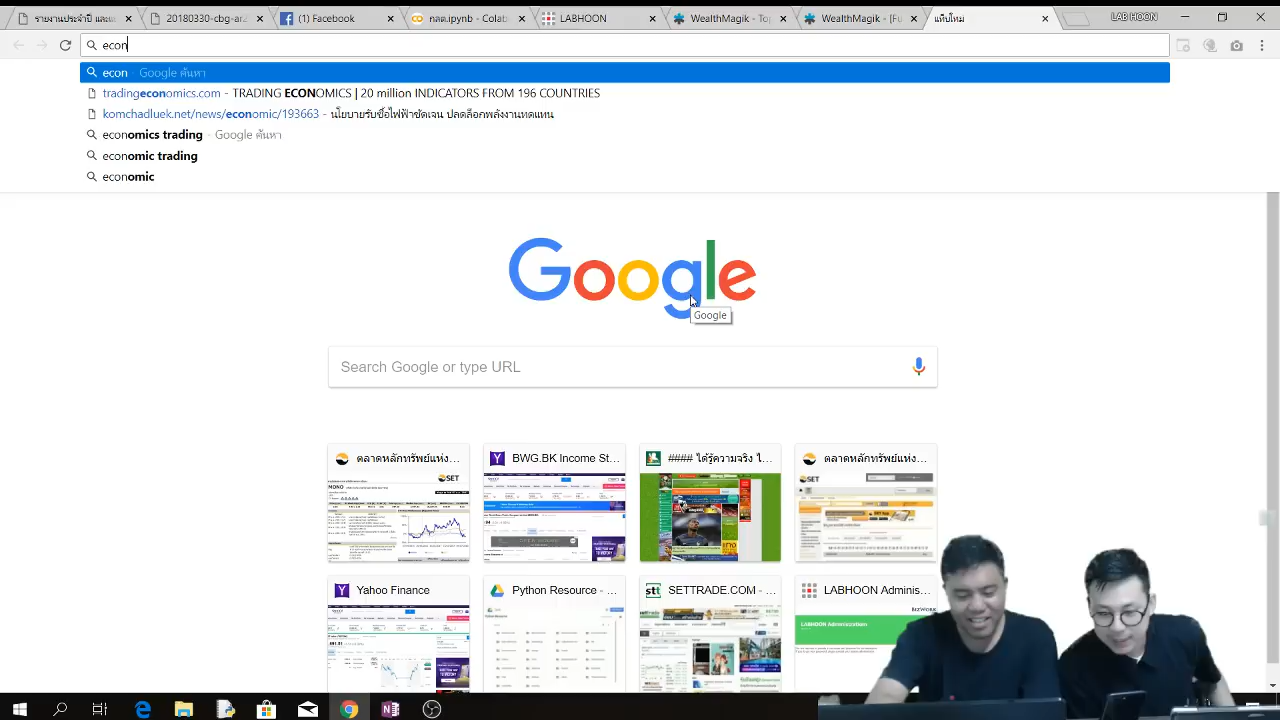 รายงานประจำปี
20180330-cbg-
Facebook
กลต.ipynb - Colab
LABHOON
WealthMagik - To
WealthMagik - [Fu
แท็บใหม่
LAB HOON
econ
econ - Google ค้นหา
tradingeconomics.com - TRADING ECONOMICS | 20 million INDICATORS FROM 196 COUNTRIES
komchadluek.net/news/economic/193663 - นโยบายรับซื้อไฟฟ้าชัดเจน ปลดล็อกพลังงานทดแทน
economics trading - Google ค้นหา
economic trading
economic
Google
Google
Search Google or type URL
ตลาดหลักทรัพย์แห่ง...
BWG.BK Income St...
#### ได้รู้ความจริง ใ...
ตลาดหลักทรัพย์แห่ง...
SET
SET
Yahoo Finance
Python Resource - ...
SETTRADE.COM - ...
LABHOON Adminis...
LABHOON Administration